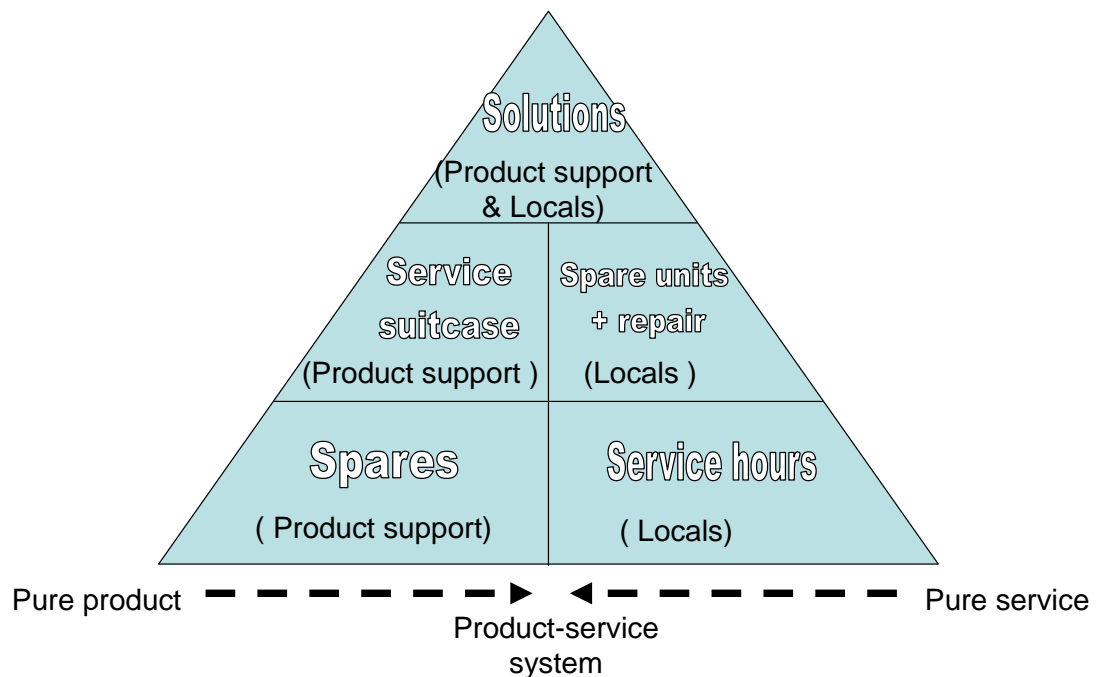 Solutions
(Product support
& Locals)
Service
suitcase
(Product support )
Spare units
+ repair
(Locals )
Spares
( Product support)
Service hours
( Locals)
Pure product
Product-service
system
Pure service